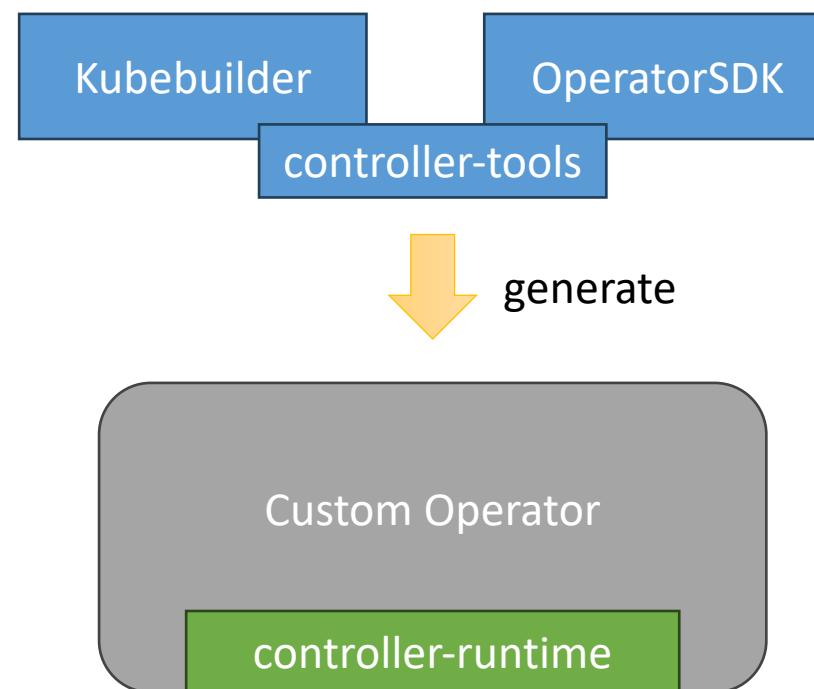 Kubebuilder
OperatorSDK
controller-tools
generate
Custom Operator
controller-runtime